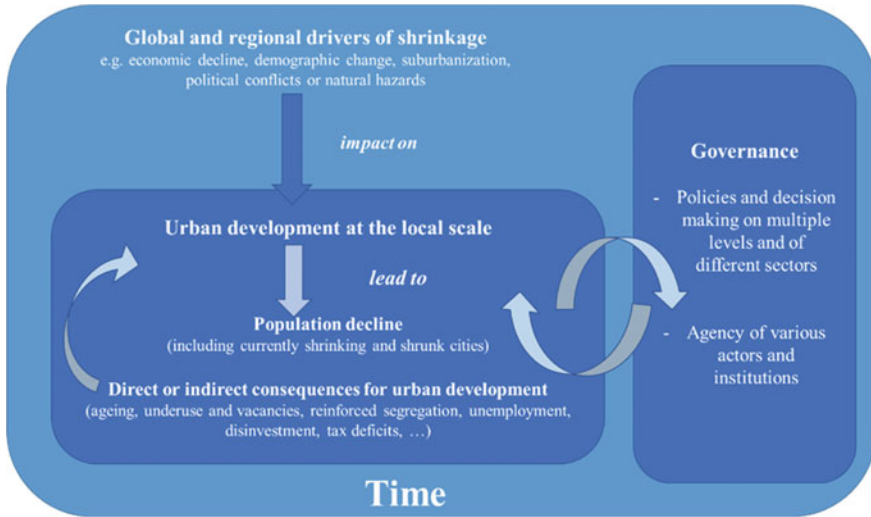 Global and regional drivers of shrinkage
e.g. economic decline, demographic change, suburbanization,
political conflicts or natural hazards
impact on
Urban development at the local scale
lead to
Population decline
(including currently shrinking and shrunk cities)
Direct or indirect consequences for urban development
(ageing, underuse and vacancies, reinforced segregation, unemployment,
disinvestment, tax deficits, …)
Governance
- Policies and decision
making on multiple
levels and of
different sectors
- Agency of various
actors and
institutions
Time